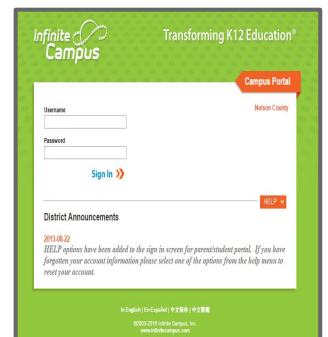 Infinite
Campus
Transforming K12 Education®
Campus Portal
Nelson County
Username
Password
Sign In »
HELP
District Announcements
2013-08-22
HELP options have been added to the sign in screen for parent/student portal. If you have
forgotten your account information please select one of the options from the help menu to
reset your account.
In English | En Español | 中文简体 | 中文繁體
©2003-2015 Infinite Campus, Inc.
www.infinitecampus.com